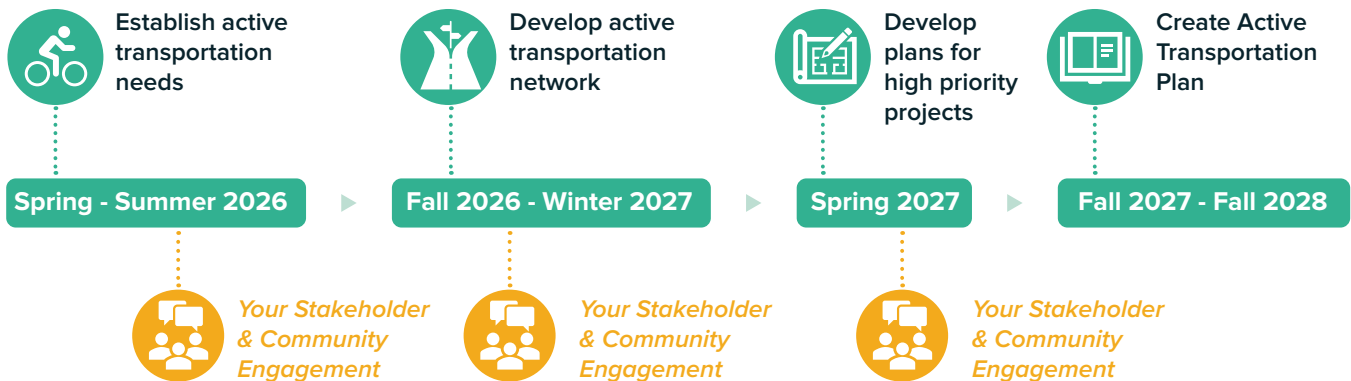 Establish active
transportation
needs
Develop active
transportation
network
Develop
plans for
high priority
projects
Create Active
Transportation
Plan
Spring - Summer 2026
Fall 2026 - Winter 2027
Spring 2027
Fall 2027 - Fall 2028
Your Stakeholder
& Community
Engagement
Your Stakeholder
& Community
Engagement
Your Stakeholder
& Community
Engagement